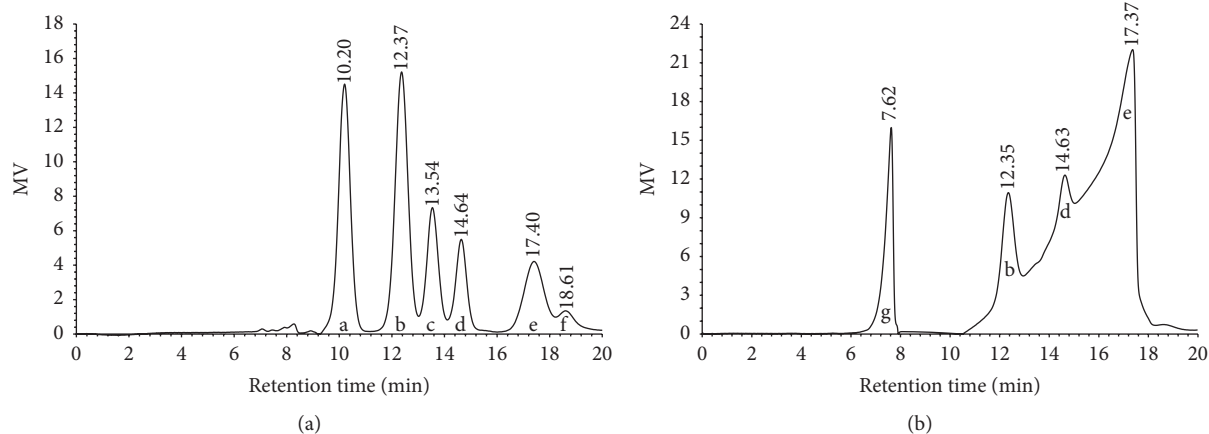 18
16
14
12
10
8
6
4
2
0
MV
10.20
12.37
13.54
14.64
17.40
18.61
a
b
c
d
e
f
0 2 4 6 8 10 12 14 16 18 20
Retention time (min)
(a)
24
21
18
15
12
9
6
3
0
MV
7.62
12.35
14.63
17.37
g
b
d
e
0 2 4 6 8 10 12 14 16 18 20
Retention time (min)
(b)